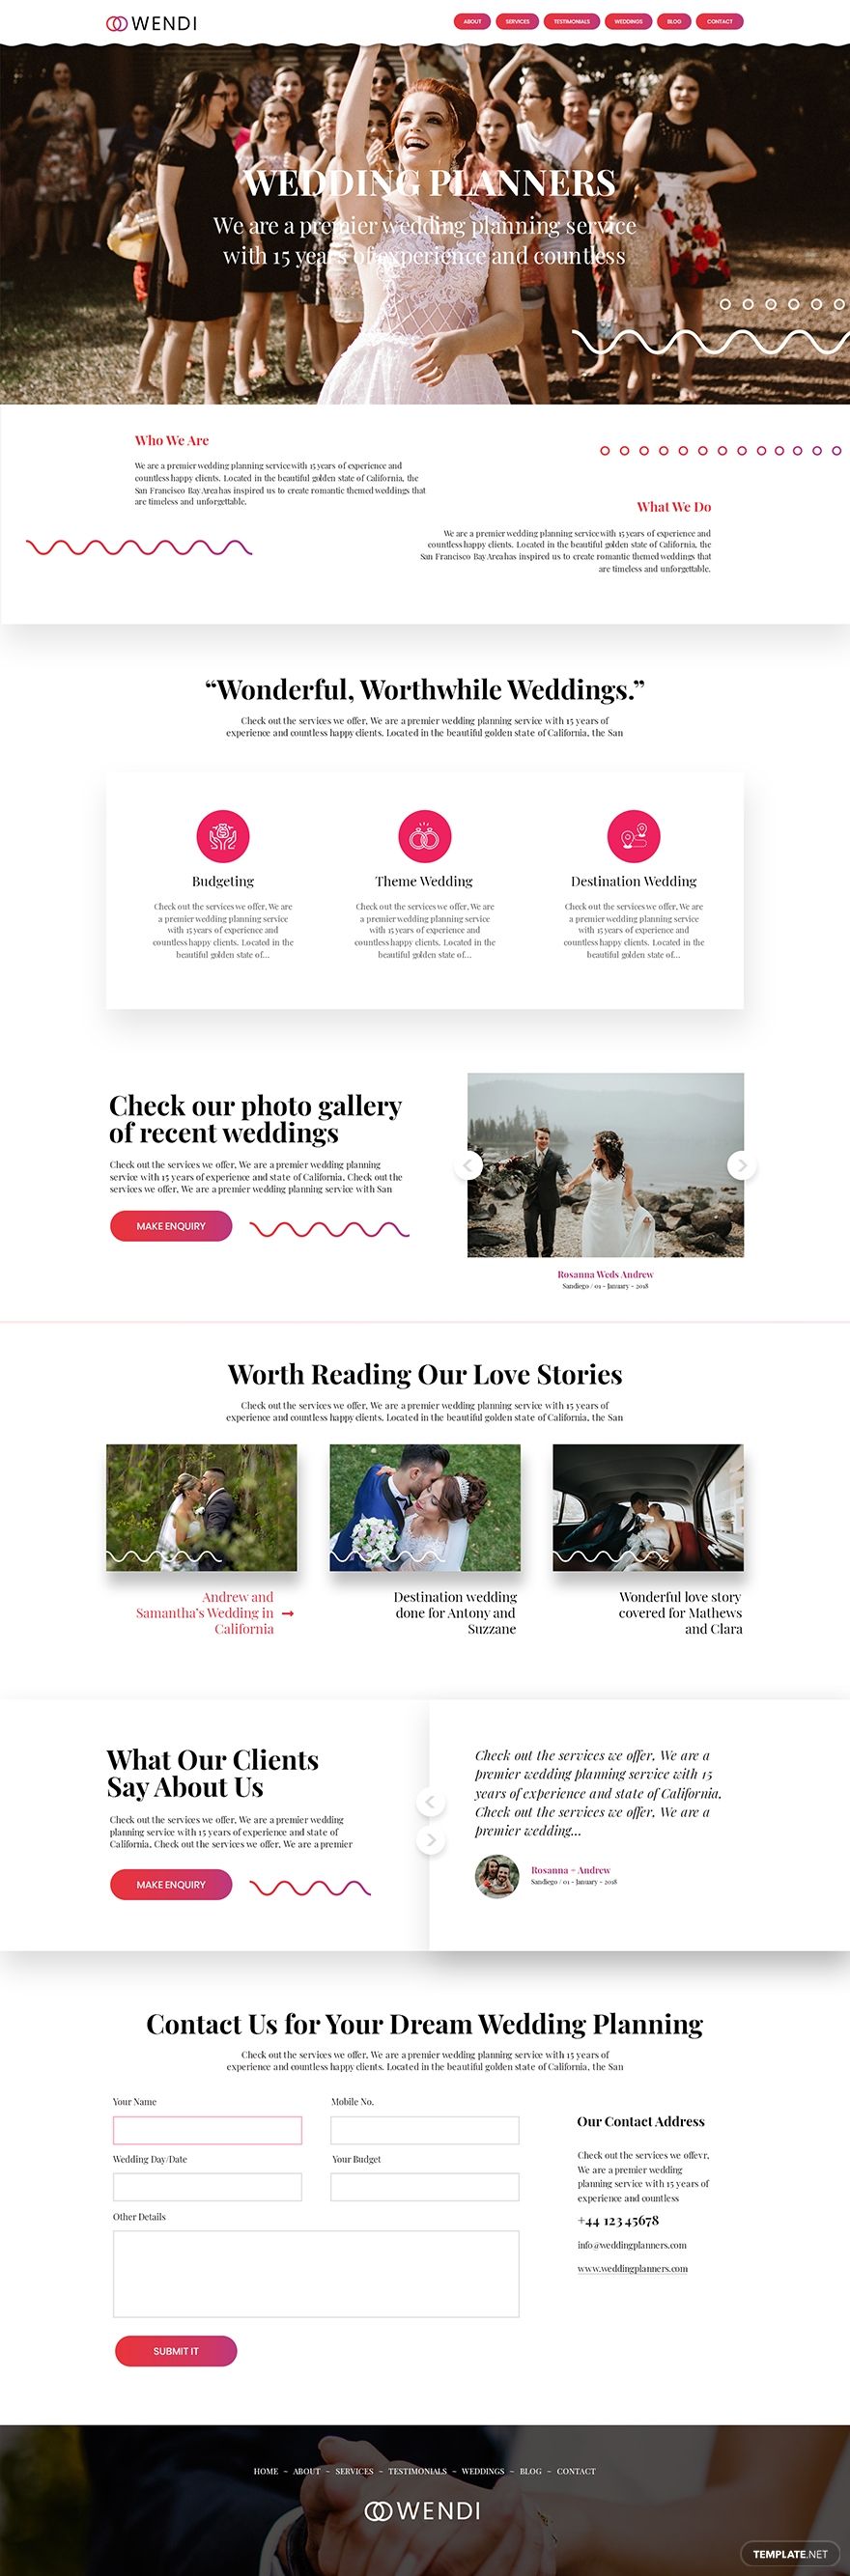 WENDI
ABOUT SERVICES TESTIMONIALS WEDDINGS BLOG CONTACT
WEDDING PLANNERS
We are a premier wedding planning service
with 15 years of experience and countless
Who We Are
We are a premier wedding planning service with 15 years of experience and
countless happy clients. Located in the beautiful golden state of California, the
San Francisco Bay Area has inspired us to create romantic themed weddings that
are timeless and unforgettable.
What We Do
We are a premier wedding planning service with 15 years of experience and
countless happy clients. Located in the beautiful golden state of California, the
San Francisco Bay Area has inspired us to create romantic themed weddings that
are timeless and unforgettable.
“Wonderful, Worthwhile Weddings.”
Check out the services we offer, We are a premier wedding planning service with 15 years of
experience and countless happy clients. Located in the beautiful golden state of California, the San
Budgeting
Check out the services we offer, We are
a premier wedding planning service
with 15 years of experience and
countless happy clients. Located in the
beautiful golden state of...
Theme Wedding
Check out the services we offer, We are
a premier wedding planning service
with 15 years of experience and
countless happy clients. Located in the
beautiful golden state of...
Destination Wedding
Check out the services we offer, We are
a premier wedding planning service
with 15 years of experience and
countless happy clients. Located in the
beautiful golden state of...
Check our photo gallery
of recent weddings
Check out the services we offer, We are a premier wedding planning
service with 15 years of experience and state of California, Check out the
services we offer, We are a premier wedding planning service with San
MAKE ENQUIRY
Rosanna Weds Andrew
Sandiego / 01 - January - 2018
Worth Reading Our Love Stories
Check out the services we offer, We are a premier wedding planning service with 15 years of
experience and countless happy clients. Located in the beautiful golden state of California, the San
Andrew and
Samantha's Wedding in
California
Destination wedding
done for Antony and
Suzzane
Wonderful love story
covered for Mathews
and Clara
What Our Clients
Say About Us
Check out the services we offer, We are a premier wedding
planning service with 15 years of experience and state of
California, Check out the services we offer, We are a premier
MAKE ENQUIRY
Check out the services we offer, We are a
premier wedding planning service with 15
years of experience and state of California,
Check out the services we offer, We are a
premier wedding...
Rosanna - Andrew
Sandiego / 01 - January - 2018
Contact Us for Your Dream Wedding Planning
Check out the services we offer, We are a premier wedding planning service with 15 years of
experience and countless happy clients. Located in the beautiful golden state of California, the San
Your Name
Mobile No.
Wedding Day/Date
Your Budget
Other Details
SUBMIT IT
Our Contact Address
Check out the services we offevr,
We are a premier wedding
planning service with 15 years of
experience and countless
+44 123 45678
info@weddingplanners.com
www.weddingplanners.com
HOME ~ ABOUT ~ SERVICES ~ TESTIMONIALS ~ WEDDINGS ~ BLOG ~ CONTACT
WENDI
TEMPLATE.NET